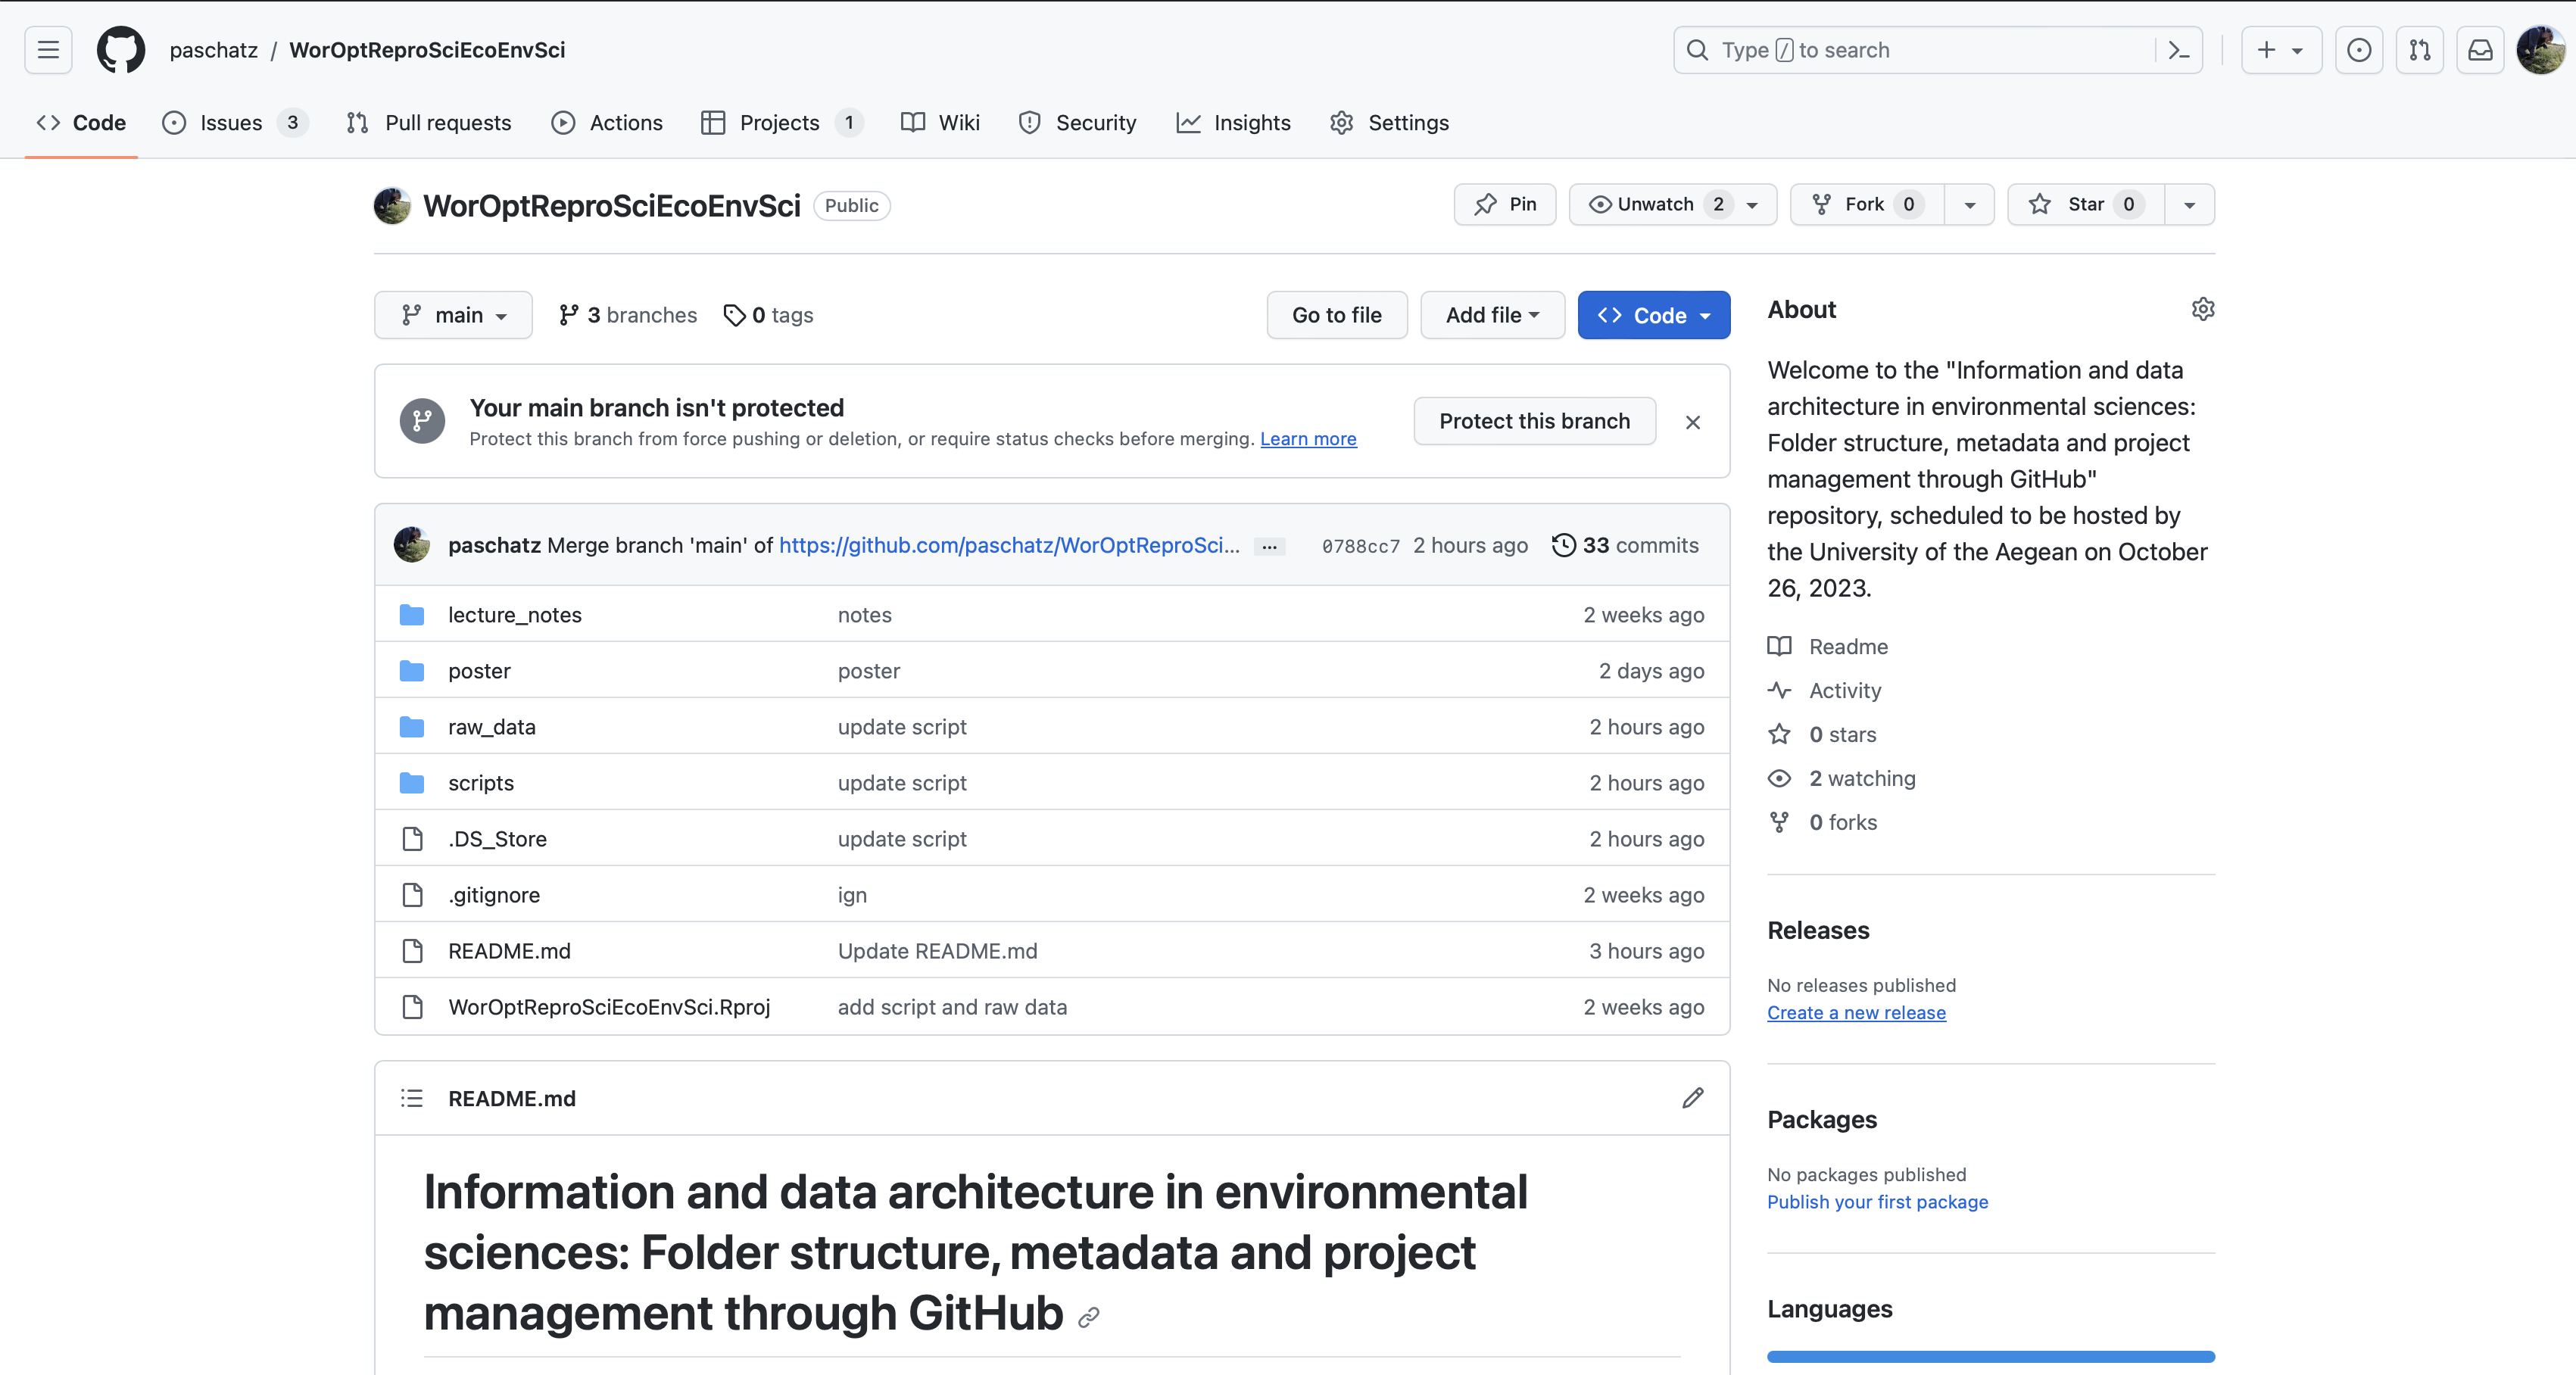 paschatz / WorOptReproSciEcoEnvSci
Type / to search
Code Issues 3 Pull requests Actions Projects 1 Wiki Security Insights Settings
WorOptReproSciEcoEnvSci Public
Pin Unwatch 2 Fork 0 Star 0
main 3 branches 0 tags
Go to file Add file Code
Your main branch isn't protected
Protect this branch from force pushing or deletion, or require status checks before merging. Learn more
Protect this branch
paschatz Merge branch 'main' of https://github.com/paschatz/WorOptReproSci... ... 0788cc7 2 hours ago 33 commits
lecture_notes notes 2 weeks ago
poster poster 2 days ago
raw_data update script 2 hours ago
scripts update script 2 hours ago
.DS_Store update script 2 hours ago
.gitignore ign 2 weeks ago
README.md Update README.md 3 hours ago
WorOptReproSciEcoEnvSci.Rproj add script and raw data 2 weeks ago
README.md
Information and data architecture in environmental
sciences: Folder structure, metadata and project
management through GitHub
About
Welcome to the "Information and data
architecture in environmental sciences:
Folder structure, metadata and project
management through GitHub"
repository, scheduled to be hosted by
the University of the Aegean on October
26, 2023.
Readme
Activity
0 stars
2 watching
0 forks
Releases
No releases published
Create a new release
Packages
No packages published
Publish your first package
Languages